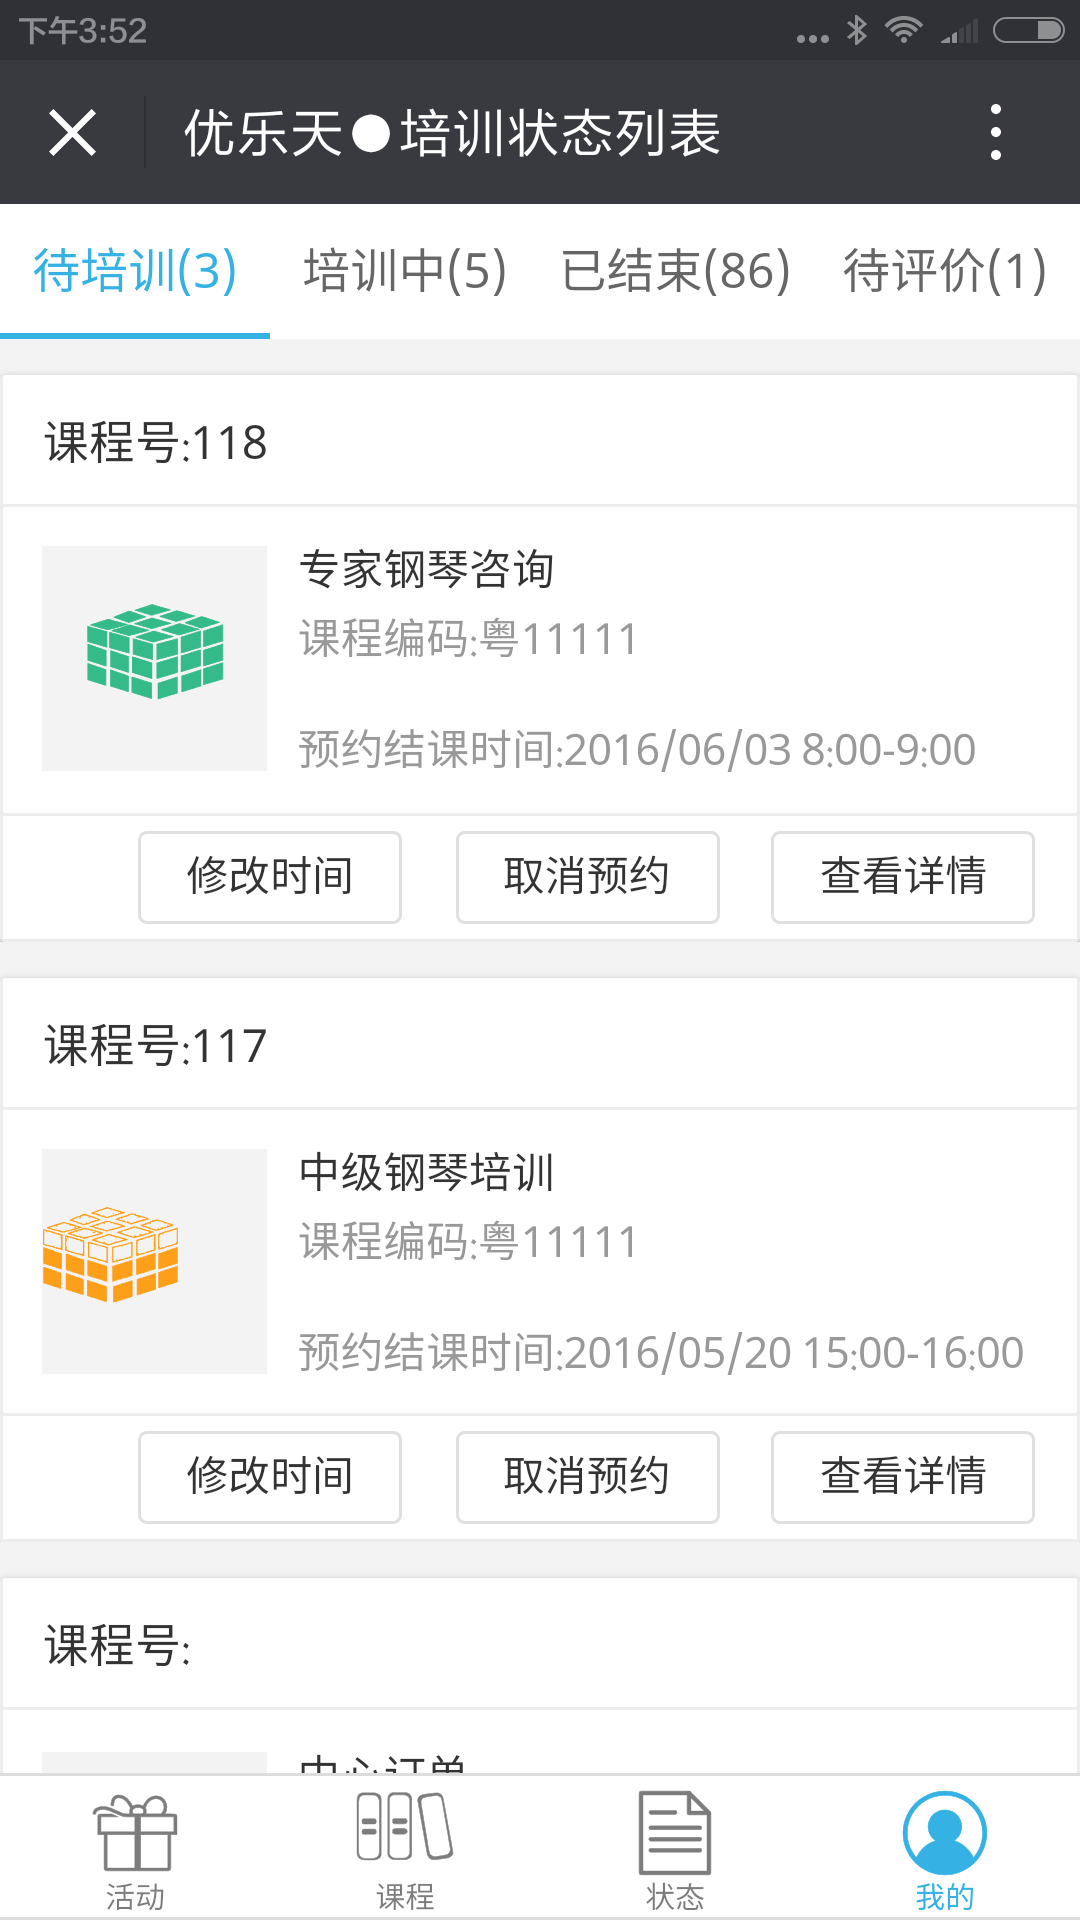 下午3:52
优乐天●培训状态列表
待培训(3) 培训中(5) 已结束(86) 待评价(1)
课程号:118
专家钢琴咨询
课程编码:粤11111
预约结课时间:2016/06/03 8:00-9:00
修改时间 取消预约 查看详情
课程号:117
中级钢琴培训
课程编码:粤11111
预约结课时间:2016/05/20 15:00-16:00
修改时间 取消预约 查看详情
课程号:
中心订单
活动 课程 状态 我的